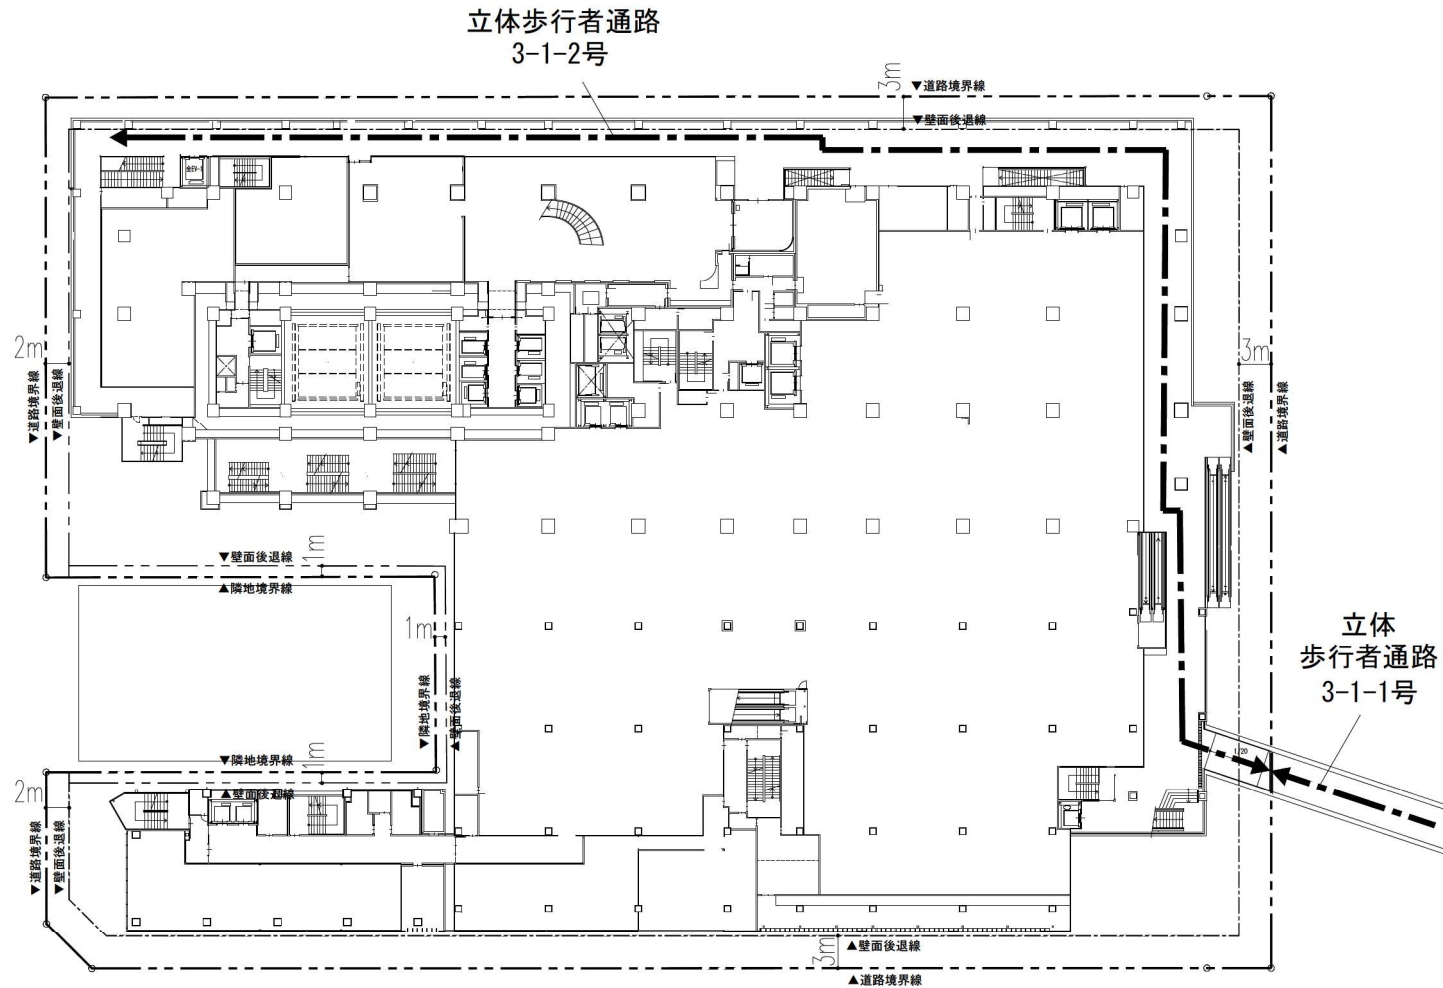 立体歩行者通路
3-1-2号
3m
▼道路境界線
▼壁面後退線
2m
▼道路境界線
▼壁面後退線
3m
▲壁面後退線
▲道路境界線
▼壁面後退線
1m
▲隣地境界線
1m
▼隣地境界線
▲壁面後退線
立体
歩行者通路
3-1-1号
1/20
▼隣地境界線
1m
▲壁面後退線
2m
▼道路境界線
▼壁面後退線
3m
▲壁面後退線
▲道路境界線